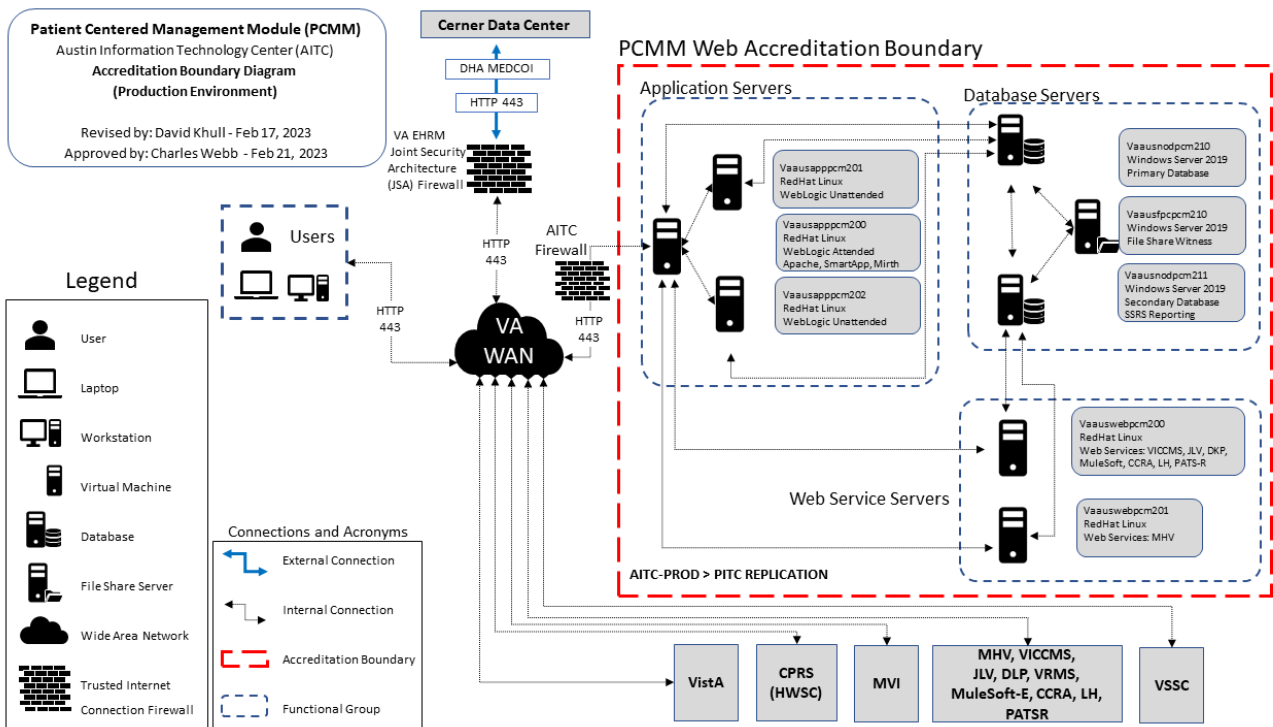 Patient Centered Management Module (PCMM)
Austin Information Technology Center (AITC)
Accreditation Boundary Diagram
(Production Environment)
Revised by: David Khull - Feb 17, 2023
Approved by: Charles Webb - Feb 21, 2023
Cerner Data Center
DHA MEDCOI
HTTP 443
VA EHRM
Joint Security
Architecture
(JSA) Firewall
HTTP
443
Users
HTTP
443
AITC
Firewall
HTTP
443
VA
WAN
PCMM Web Accreditation Boundary
Application Servers
Vaausapppcm201
RedHat Linux
WebLogic Unattended
Vaausapppcm200
RedHat Linux
WebLogic Attended
Apache, SmartApp, Mirth
Vaausapppcm202
RedHat Linux
WebLogic Unattended
Database Servers
Vaausnodpcm210
Windows Server 2019
Primary Database
Vaausfpcpcm210
Windows Server 2019
File Share Witness
Vaausnodpcm211
Windows Server 2019
Secondary Database
SSRS Reporting
Web Service Servers
Vaauswebpcm200
RedHat Linux
Web Services: VICCMS, JLV, DKP,
MuleSoft, CCRA, LH, PATS-R
Vaauswebpcm201
RedHat Linux
Web Services: MHV
AITC-PROD > PITC REPLICATION
Legend
User
Laptop
Workstation
Virtual Machine
Database
File Share Server
Wide Area Network
Trusted Internet
Connection Firewall
Connections and Acronyms
External Connection
Internal Connection
Accreditation Boundary
Functional Group
VistA
CPRS
(HWSC)
MVI
MHV, VICCMS,
JLV, DLP, VRMS,
MuleSoft-E, CCRA, LH,
PATSR
VSSC